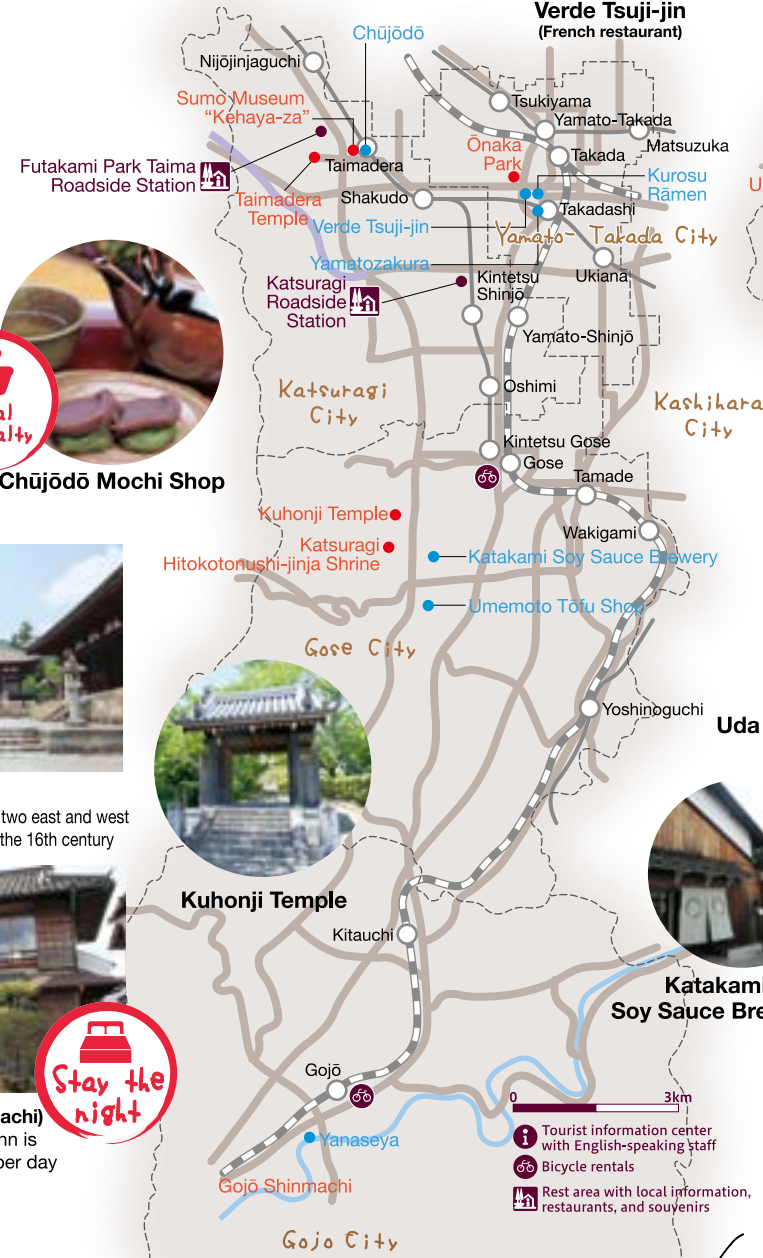 Verde Tsuji-jin
(French restaurant)
Chūjōdō
Nijōjinjaguchi
Sumo Museum
“Kehaya-za”
Tsukiyama
Yamato-Takada
Matsuzuka
Ōnaka
Park
Takada
Futakami Park Taima
Roadside Station
Taimadera
Taimadera
Temple
Shakudo
Kurosu
Rāmen
Takadashi
Verde Tsuji-jin
Yamato-Takada City
Yamatozakura
Katsuragi
Roadside
Station
Kintetsu
Shinjō
Ukiana
Yamato-Shinjō
Katsuragi
City
Oshimi
Kashihara
City
Kintetsu Gose
Gose
Chūjōdō Mochi Shop
Tamade
Kuhonji Temple
Wakigami
Katsuragi
Hitokotonushi-jinja Shrine
Katakami Soy Sauce Brewery
Umemoto Tōfu Shop
Gose City
Yoshinoguchi
Uda
two east and west
the 16th century
Kuhonji Temple
Kitauchi
Katakami
Soy Sauce Bre
Stay the
night
Gojō
achi)
nn is
per day
0 3km
Tourist information center
with English-speaking staff
Bicycle rentals
Rest area with local information,
restaurants, and souvenirs
Yanaseya
Gojō Shinmachi
Gojo City